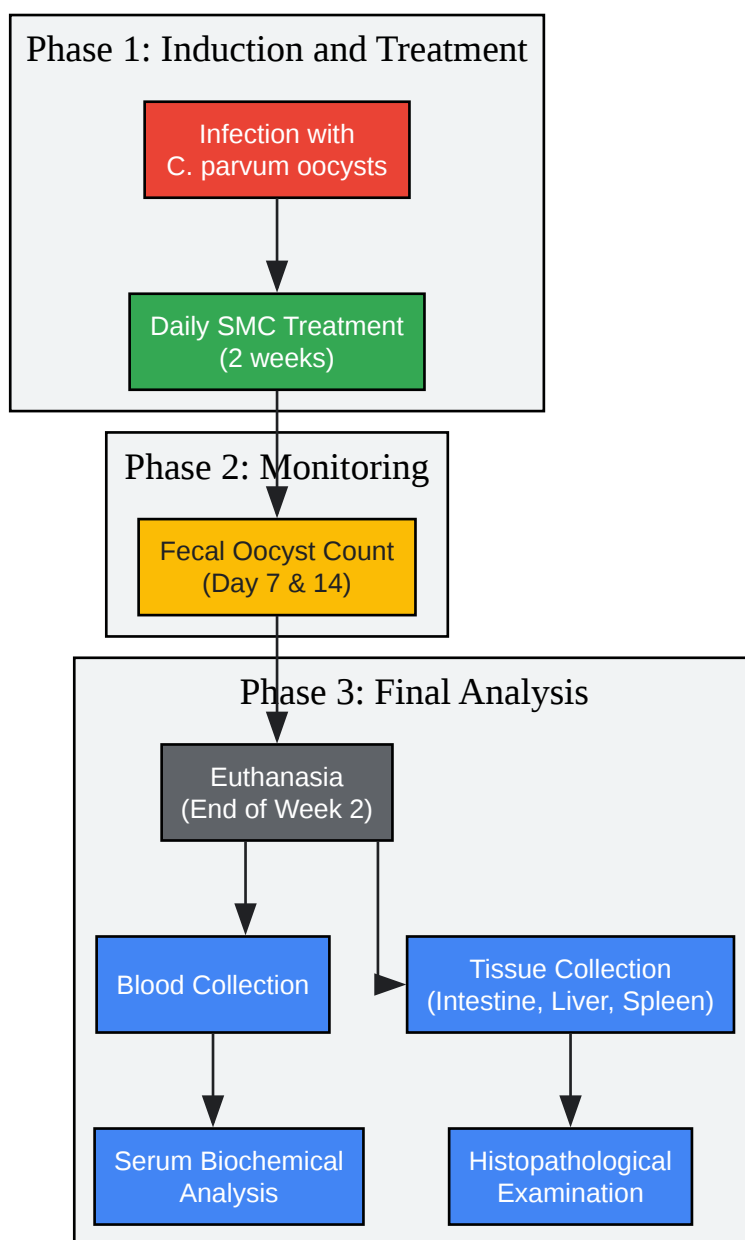 Phase 1: Induction and Treatment
Infection with
C. parvum oocysts
Daily SMC Treatment
(2 weeks)
Phase 2: Monitoring
Fecal Oocyst Count
(Day 7 & 14)
Phase 3: Final Analysis
Euthanasia
(End of Week 2)
Blood Collection
Tissue Collection
(Intestine, Liver, Spleen)
Serum Biochemical
Analysis
Histopathological
Examination